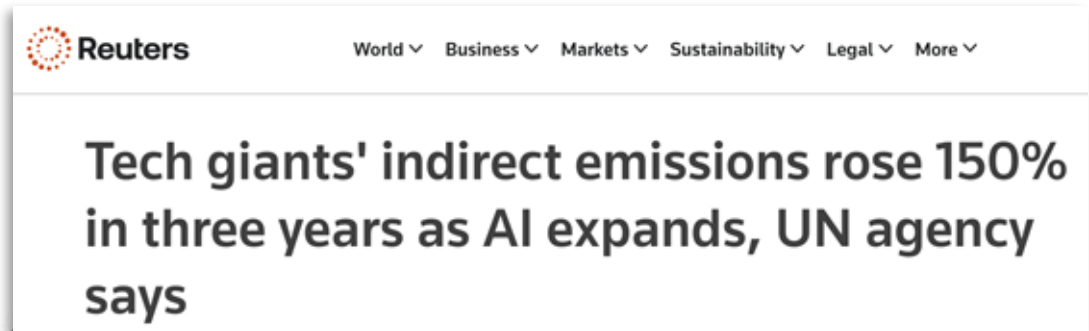 Reuters
World Business Markets Sustainability Legal More
Tech giants' indirect emissions rose 150%
in three years as AI expands, UN agency
says